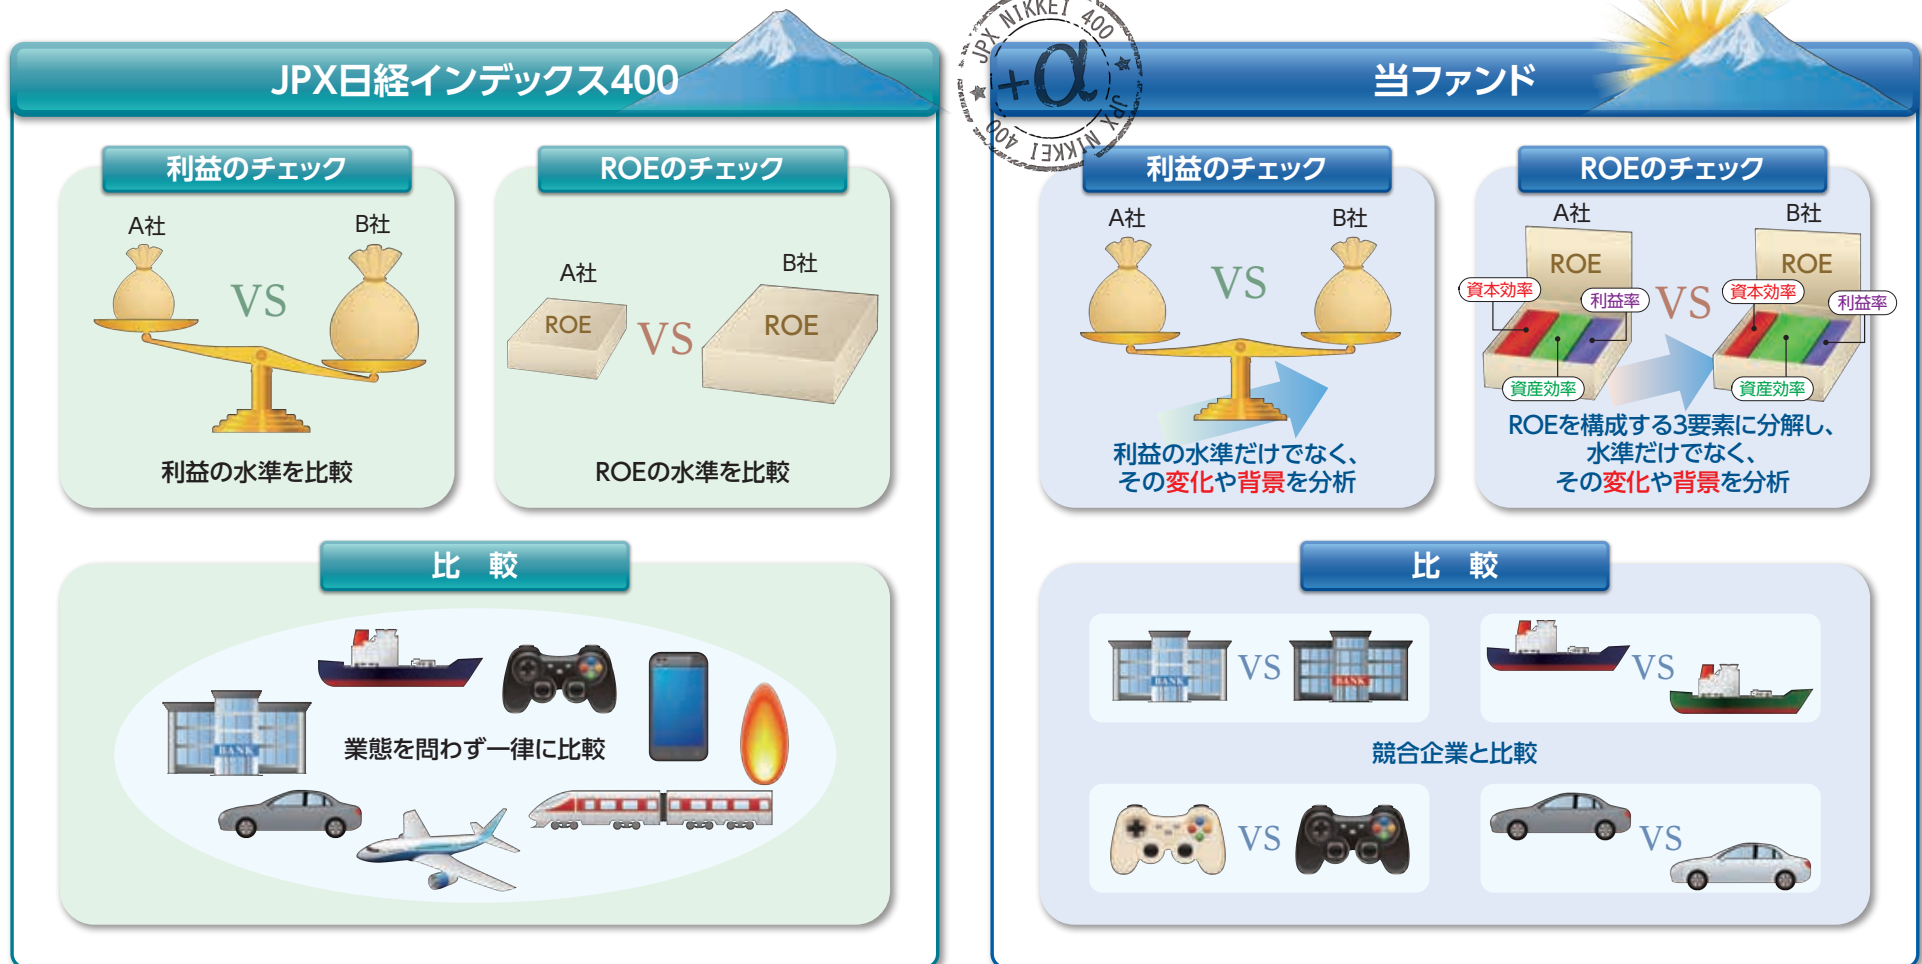 JPX日経インデックス400
利益のチェック
A社
B社
VS
利益の水準を比較
ROEのチェック
A社
B社
ROE
VS
ROE
ROEの水準を比較
比 較
BANK
業態を問わず一律に比較
JPX NIKKEI 400
+α
JPX NIKKEI 400
当ファンド
利益のチェック
A社
B社
VS
利益の水準だけでなく、
その変化や背景を分析
ROEのチェック
A社
B社
ROE
ROE
資本効率
利益率
VS
資本効率
利益率
資産効率
資産効率
ROEを構成する3要素に分解し、
水準だけでなく、
その変化や背景を分析
比 較
BANK
VS
BANK
VS
競合企業と比較
VS
VS